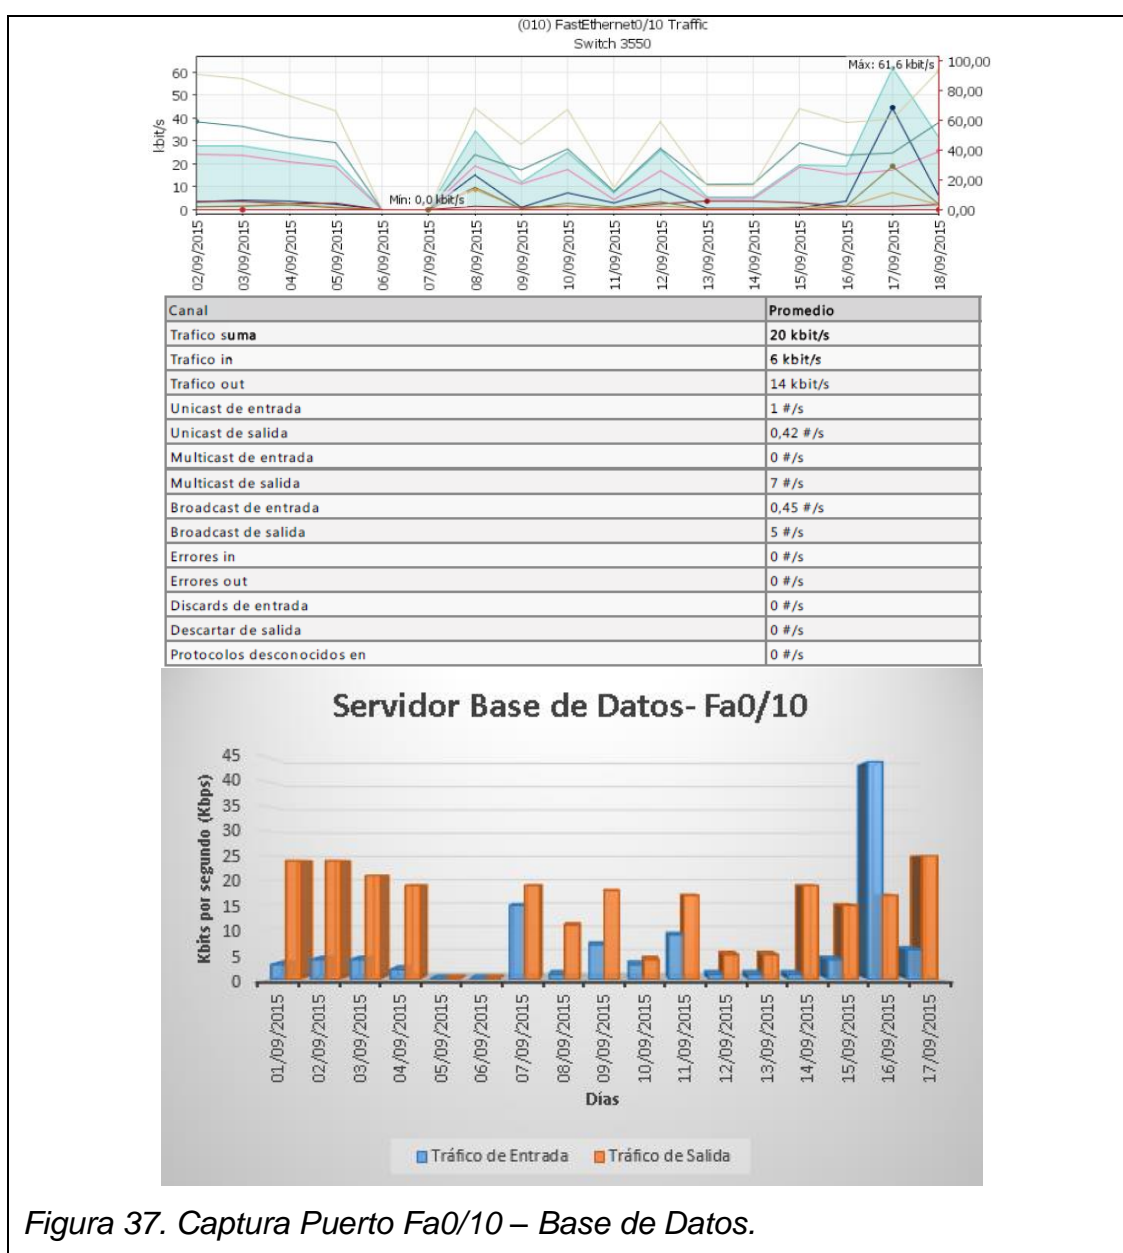 (010) FastEthernet0/10 Traffic
Switch 3550
Máx: 61,6 kbit/s
100,00
60
80,00
50
60,00
40
30
40,00
20
20,00
10
0
0,00
kbit/s
Mín: 0,0 kbit/s
02/09/2015
03/09/2015
04/09/2015
05/09/2015
06/09/2015
07/09/2015
08/09/2015
09/09/2015
10/09/2015
11/09/2015
12/09/2015
13/09/2015
14/09/2015
15/09/2015
16/09/2015
17/09/2015
18/09/2015
Canal Promedio
Trafico suma 20 kbit/s
Trafico in 6 kbit/s
Trafico out 14 kbit/s
Unicast de entrada 1 #/s
Unicast de salida 0,42 #/s
Multicast de entrada 0 #/s
Multicast de salida 7 #/s
Broadcast de entrada 0,45 #/s
Broadcast de salida 5 #/s
Errores in 0 #/s
Errores out 0 #/s
Discards de entrada 0 #/s
Descartar de salida 0 #/s
Protocolos desconocidos en 0 #/s
Servidor Base de Datos- Fa0/10
Kbits por segundo (Kbps)
45
40
35
30
25
20
15
10
5
0
01/09/2015
02/09/2015
03/09/2015
04/09/2015
05/09/2015
06/09/2015
07/09/2015
08/09/2015
09/09/2015
10/09/2015
11/09/2015
12/09/2015
13/09/2015
14/09/2015
15/09/2015
16/09/2015
17/09/2015
Días
Tráfico de Entrada Tráfico de Salida
Figura 37. Captura Puerto Fa0/10 – Base de Datos.